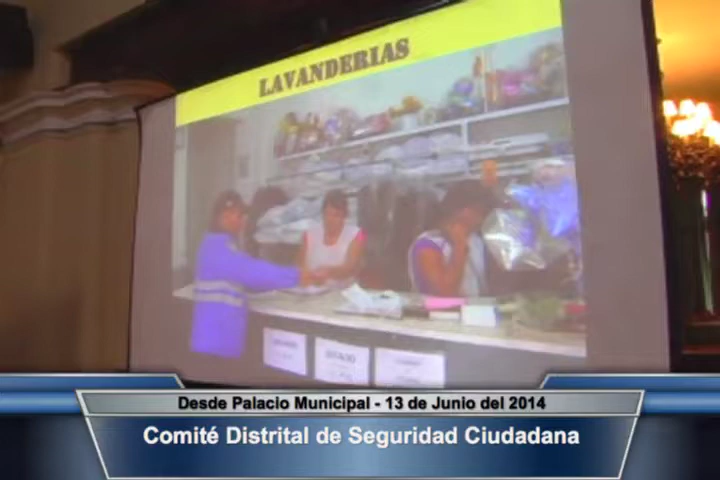 LAVANDERIAS
Desde Palacio Municipal - 13 de Junio del 2014
Comité Distrital de Seguridad Ciudadana